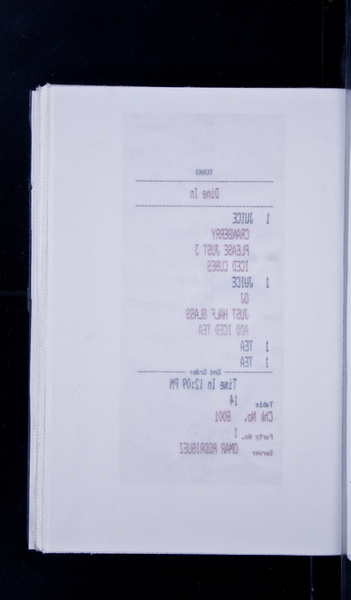 Dine In
1 JUICE
CRANBERRY
PLEASE JUST 3
ICED CUBES
1 JUICE
OJ
JUST HALF GLASS
ADD ICED TEA
1 TEA
1 TEA
End Order
Time In 12:09 PM
Table 14
Chk No. 8001
Party No. 1
Server OMAR RODRIGUEZ